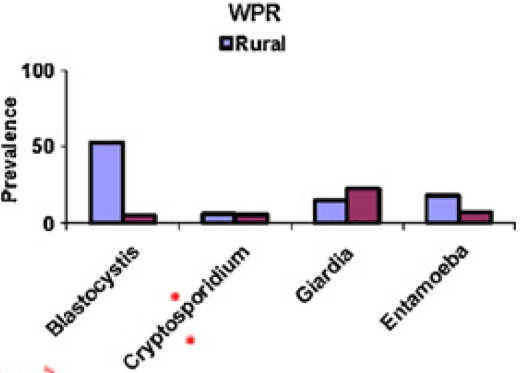 WPR
Rural
100
50
0
Prevalence
Blastocystis
Cryptosporidium
Giardia
Entamoeba